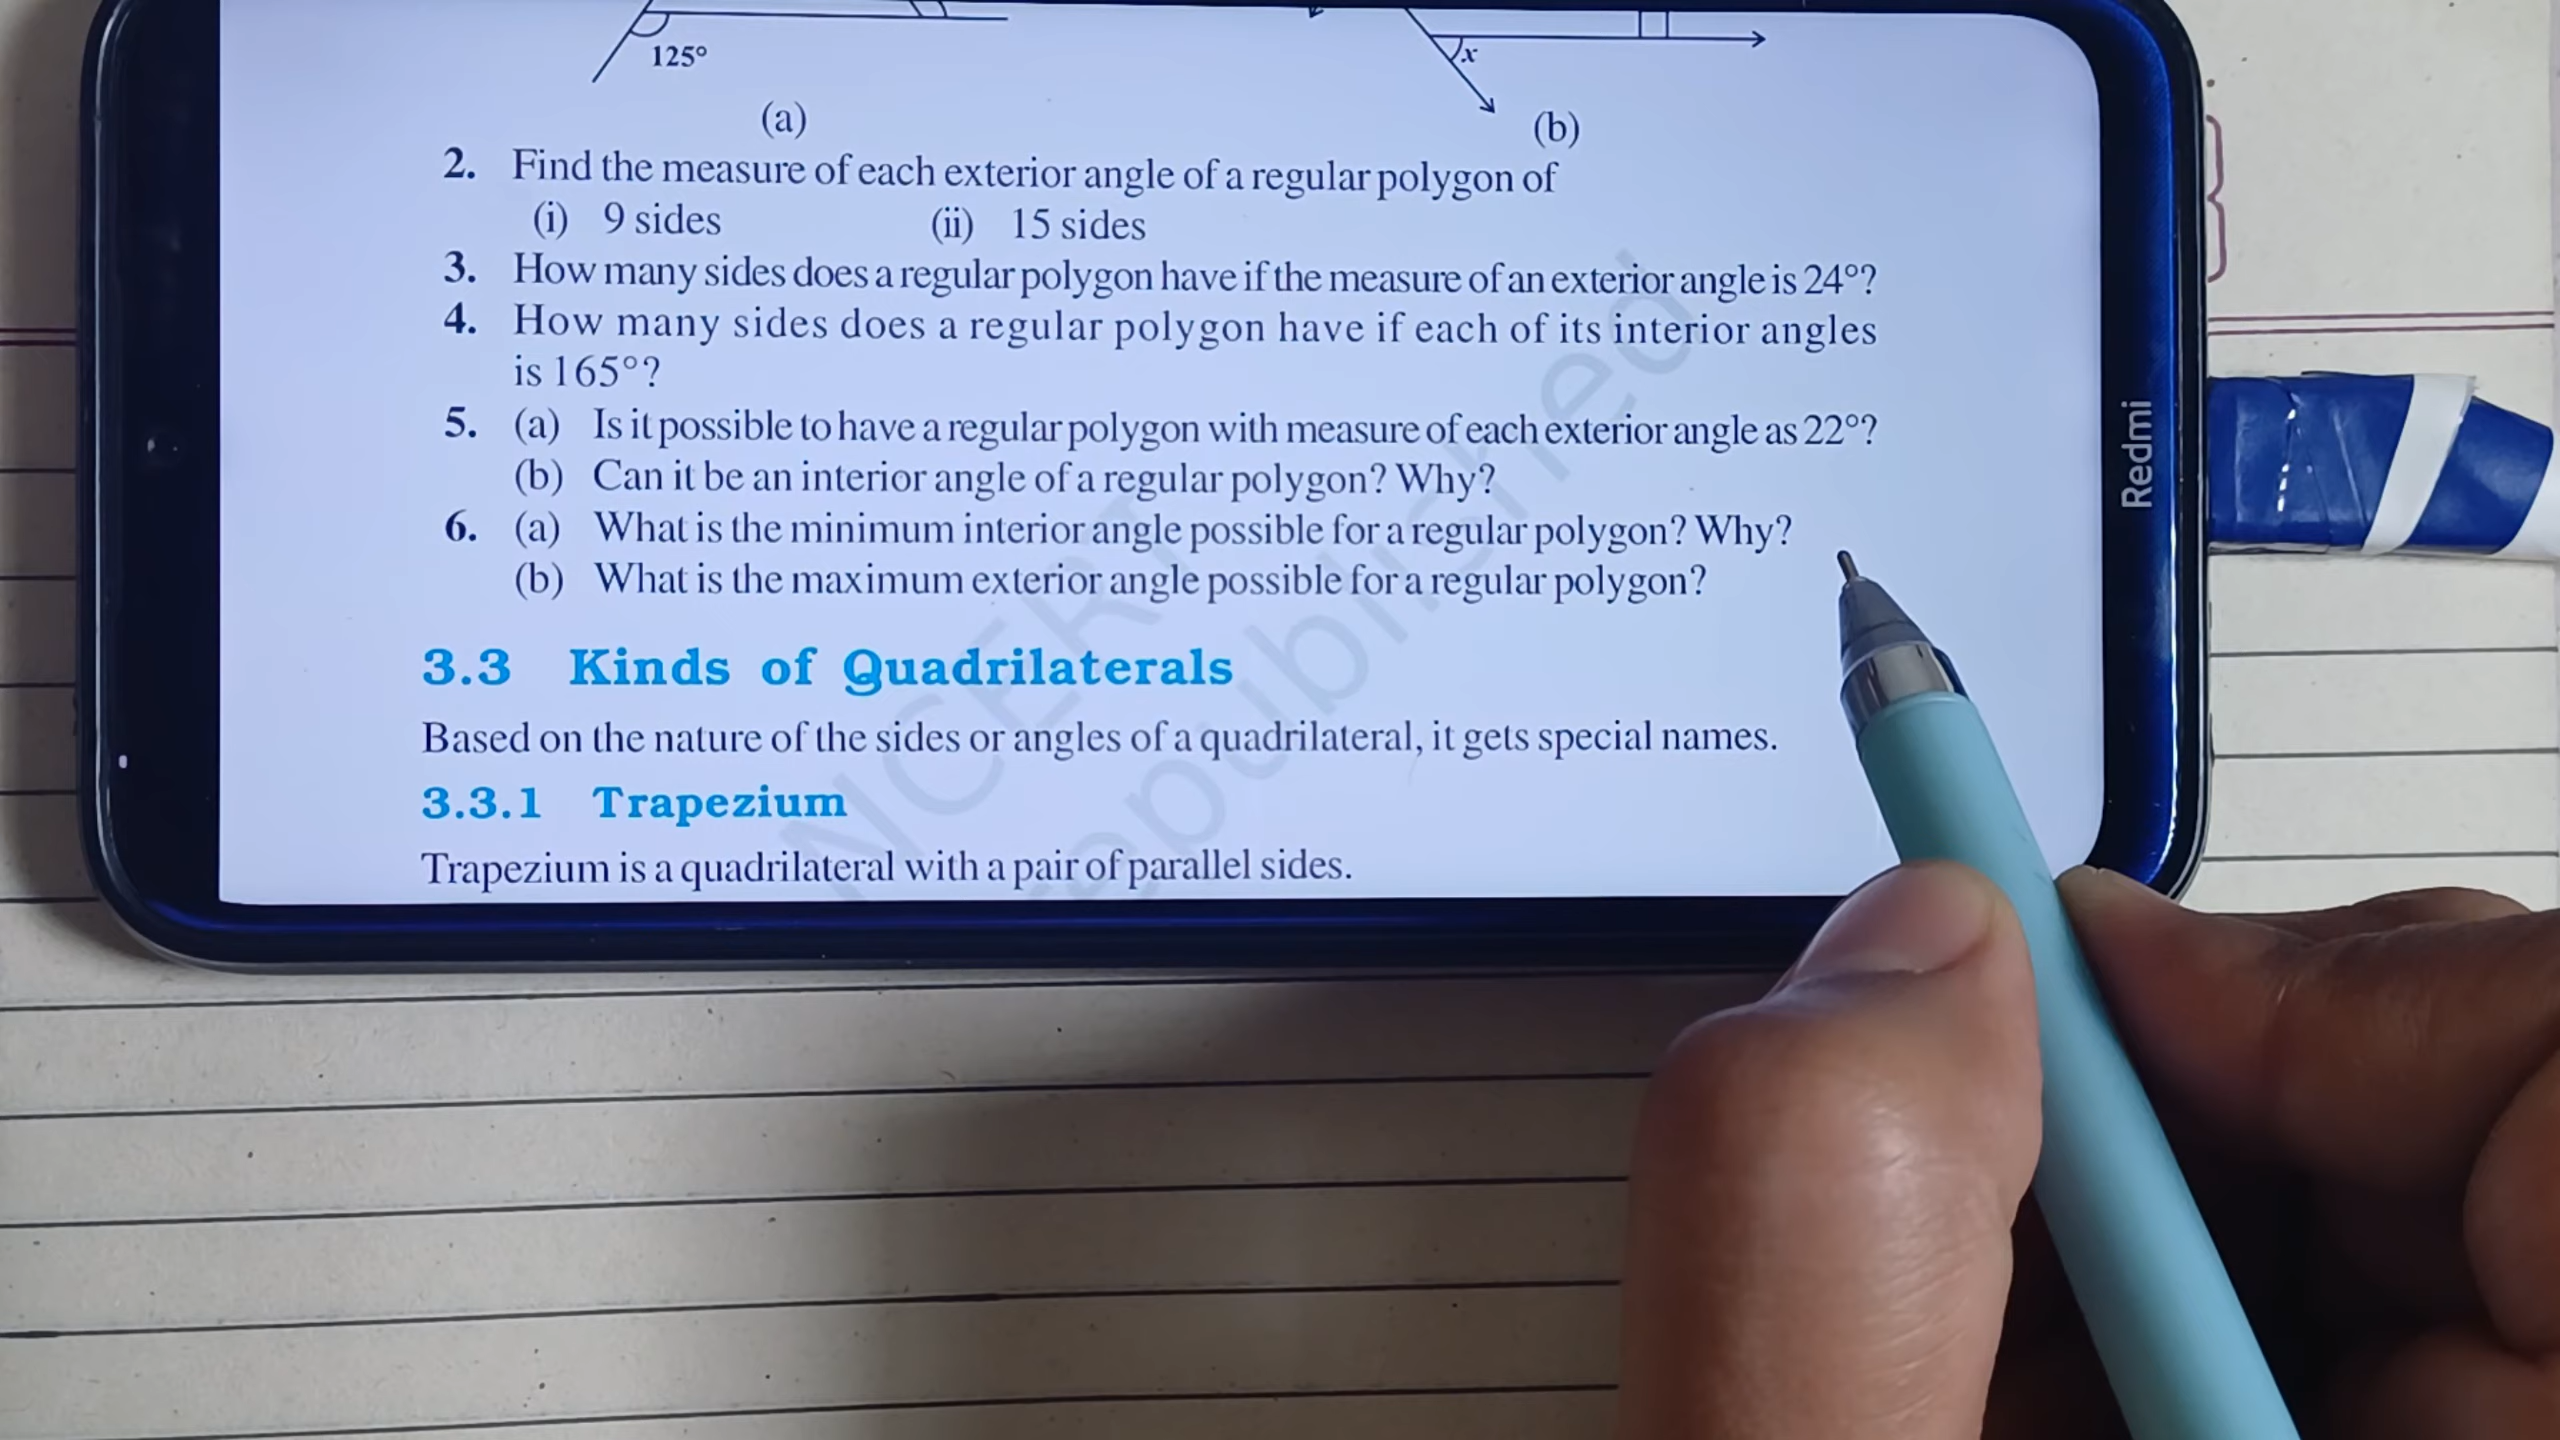 125° x
(a) (b)
2. Find the measure of each exterior angle of a regular polygon of
(i) 9 sides (ii) 15 sides
3. How many sides does a regular polygon have if the measure of an exterior angle is 24°?
4. How many sides does a regular polygon have if each of its interior angles
is 165°?
5. (a) Is it possible to have a regular polygon with measure of each exterior angle as 22°?
(b) Can it be an interior angle of a regular polygon? Why?
6. (a) What is the minimum interior angle possible for a regular polygon? Why?
(b) What is the maximum exterior angle possible for a regular polygon?
3.3 Kinds of Quadrilaterals
Based on the nature of the sides or angles of a quadrilateral, it gets special names.
3.3.1 Trapezium
Trapezium is a quadrilateral with a pair of parallel sides.
NCERT
republished
Redmi